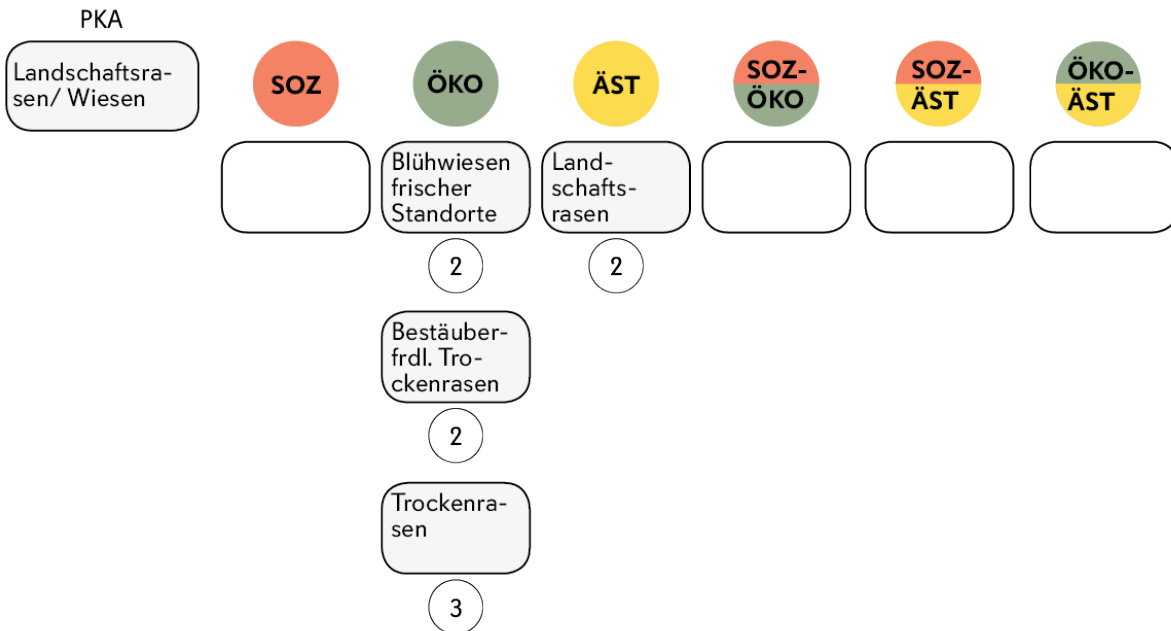 PKA
Landschaftsra-
sen/ Wiesen
SOZ
ÖKO
ÄST
SOZ-
ÖKO
SOZ-
ÄST
ÖKO-
ÄST
Blühwiesen
frischer
Standorte
2
Land-
schafts-
rasen
2
Bestäuber-
frdl. Tro-
ckenrasen
2
Trockenra-
sen
3